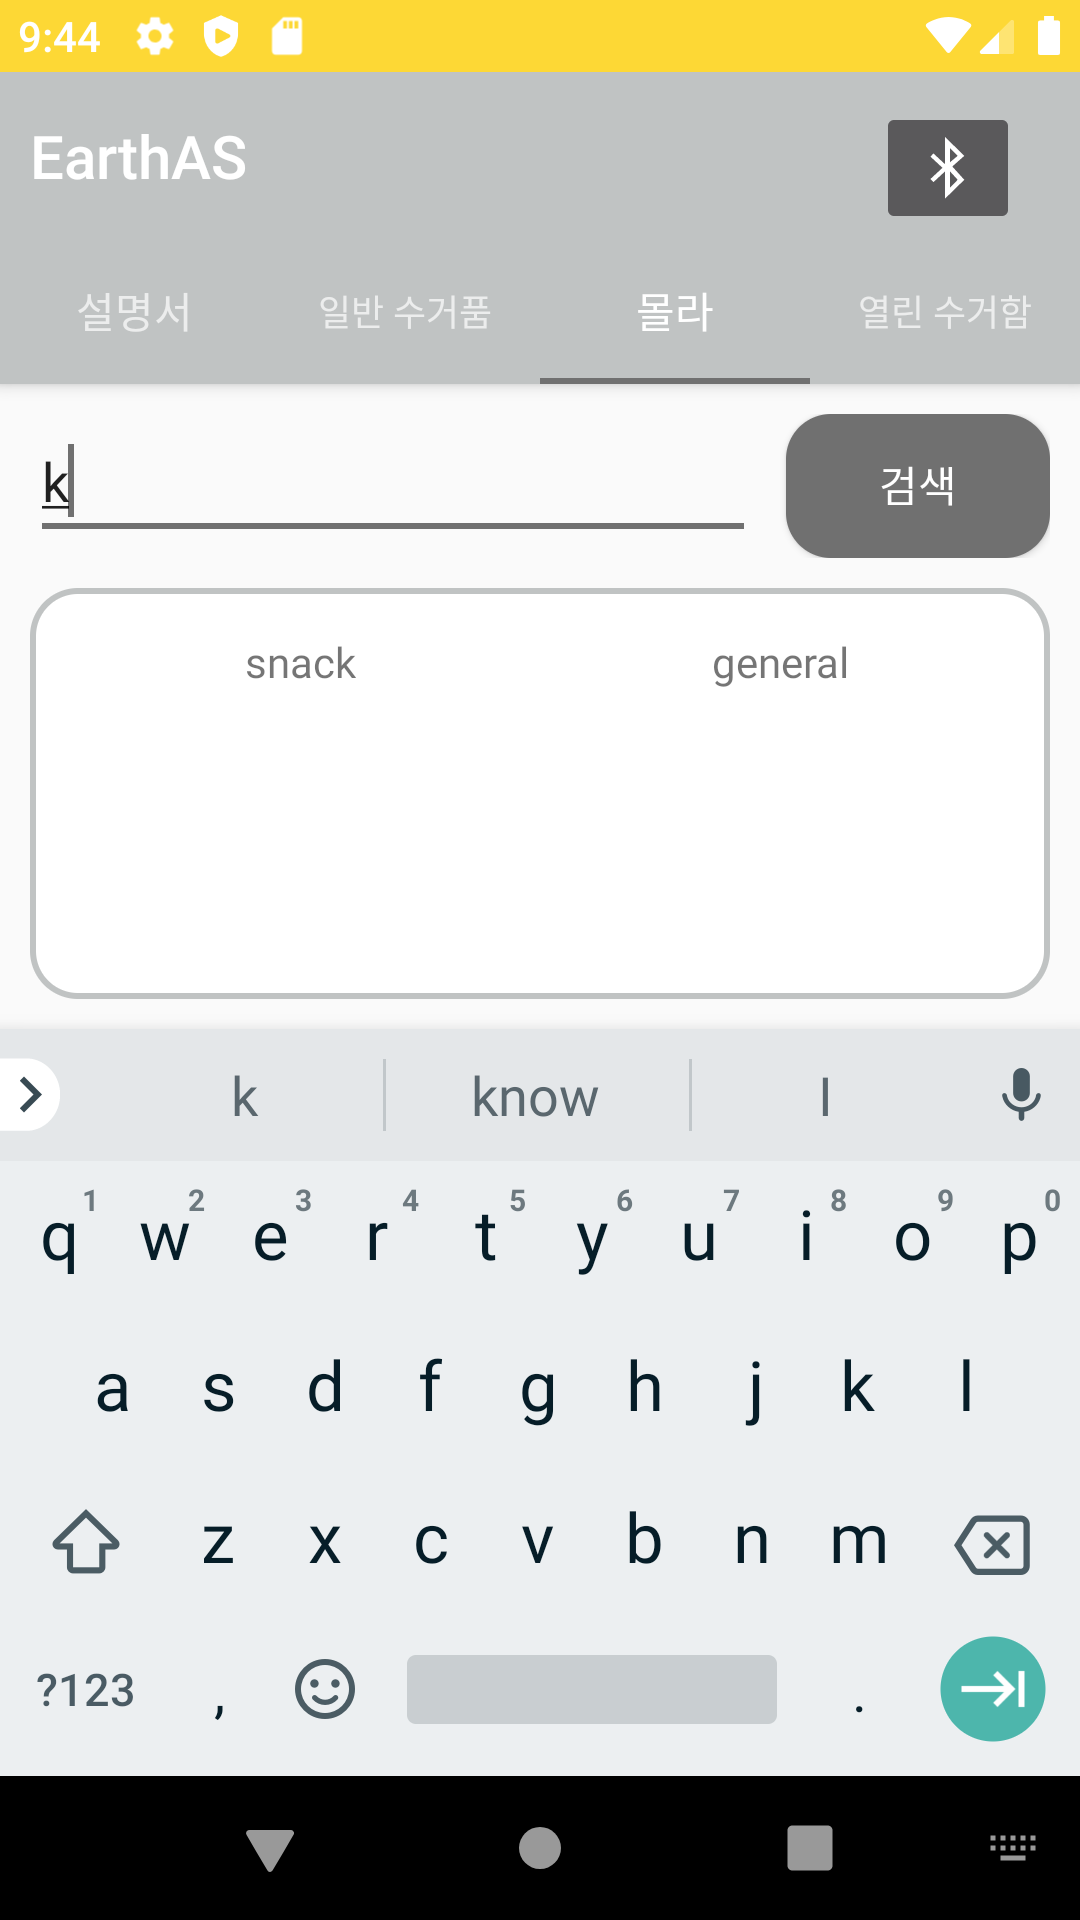 9:44
EarthAS
설명서 일반 수거품 몰라 열린 수거함
k 검색
snack general
k know I
1 2 3 4 5 6 7 8 9 0
q w e r t y u i o p
a s d f g h j k l
z x c v b n m
?123 , .